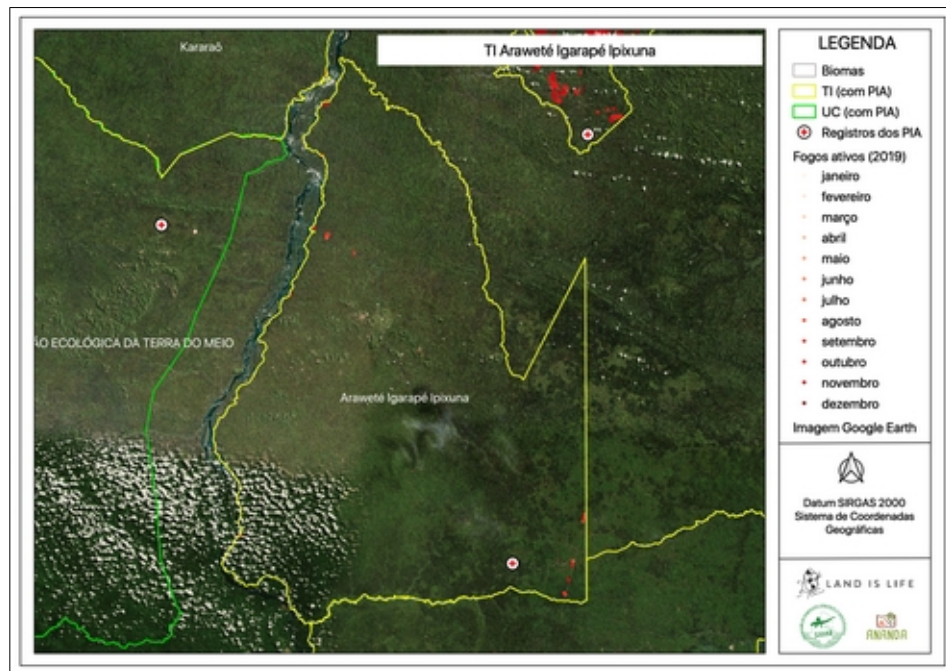 TI Araweté Igarapé Ipixuna
Kararaô
ÃO ECOLÓGICA DA TERRA DO MEIO
Araweté Igarapé Ipixuna
LEGENDA
Biomas
TI (com PIA)
UC (com PIA)
Registros dos PIA
Fogos ativos (2019)
janeiro
fevereiro
março
abril
maio
junho
julho
agosto
setembro
outubro
novembro
dezembro
Imagem Google Earth
Datum SIRGAS 2000
Sistema de Coordenadas
Geográficas
LAND IS LIFE
ANANDA